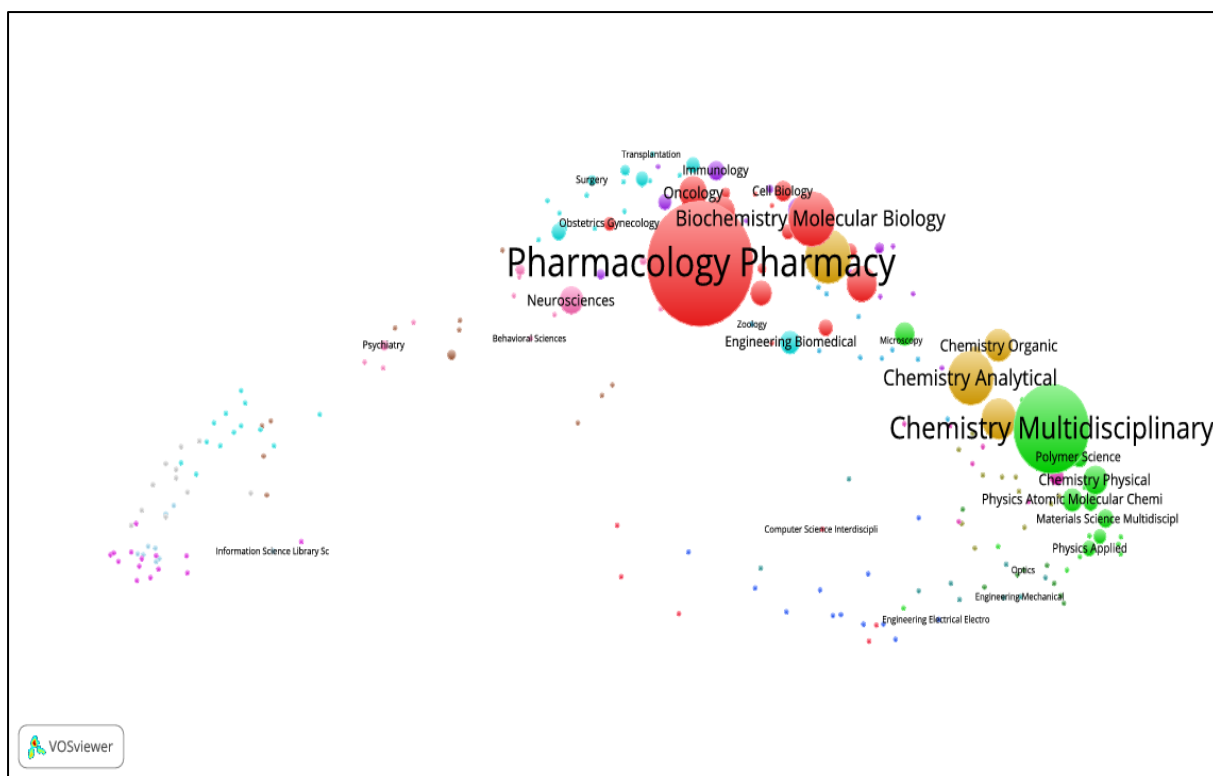 Transplantation
Immunology
Surgery
Oncology
Cell Biology
Obstetrics Gynecology
Biochemistry Molecular Biology
Pharmacology Pharmacy
Neurosciences
Zoology
Behavioral Sciences
Engineering Biomedical
Microscopy
Psychiatry
Chemistry Organic
Chemistry Analytical
Chemistry Multidisciplinary
Polymer Science
Chemistry Physical
Physics Atomic Molecular Chemi
Materials Science Multidiscipl
Computer Science Interdiscipli
Physics Applied
Information Science Library Sc
Optics
Engineering Mechanical
Engineering Electrical Electro
VOSviewer